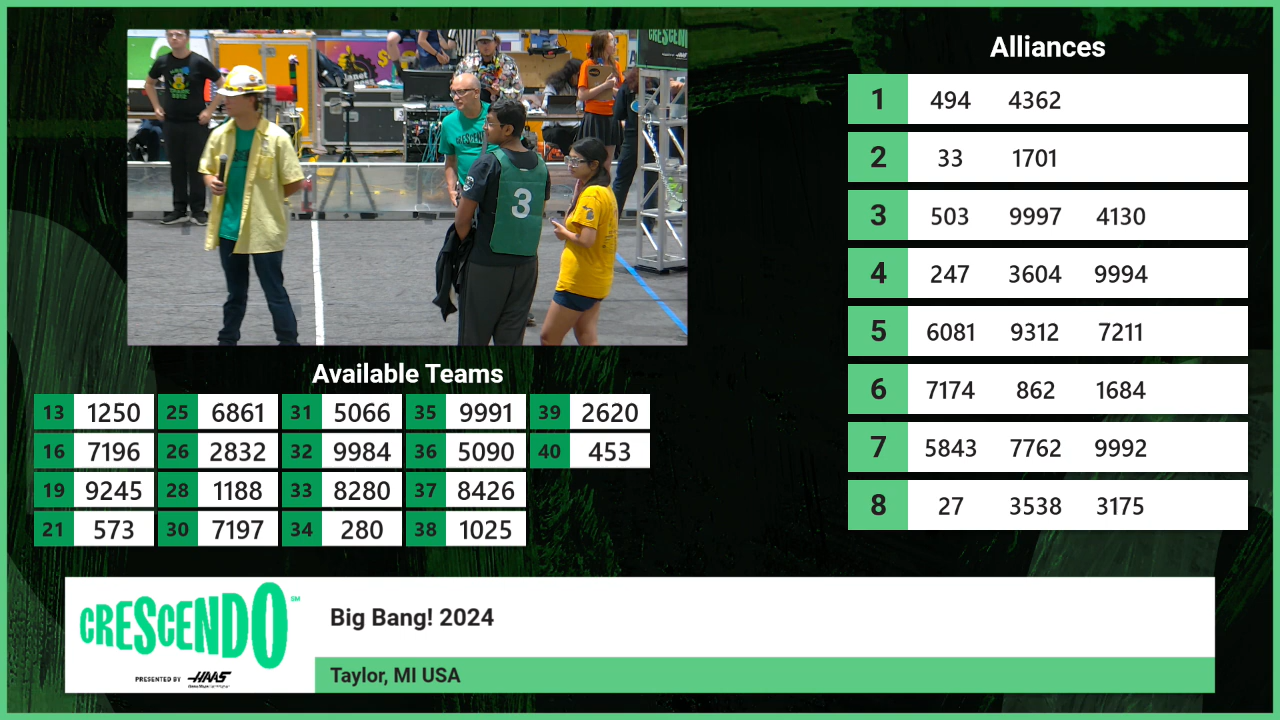 Alliances
1 494 4362
2 33 1701
3 503 9997 4130
4 247 3604 9994
5 6081 9312 7211
6 7174 862 1684
7 5843 7762 9992
8 27 3538 3175
CRESCENDO
CRESCENDO
3
Available Teams
13 1250 25 6861 31 5066 35 9991 39 2620
16 7196 26 2832 32 9984 36 5090 40 453
19 9245 28 1188 33 8280 37 8426
21 573 30 7197 34 280 38 1025
CRESCENDO SM
PRESENTED BY HAAS
Big Bang! 2024
Taylor, MI USA